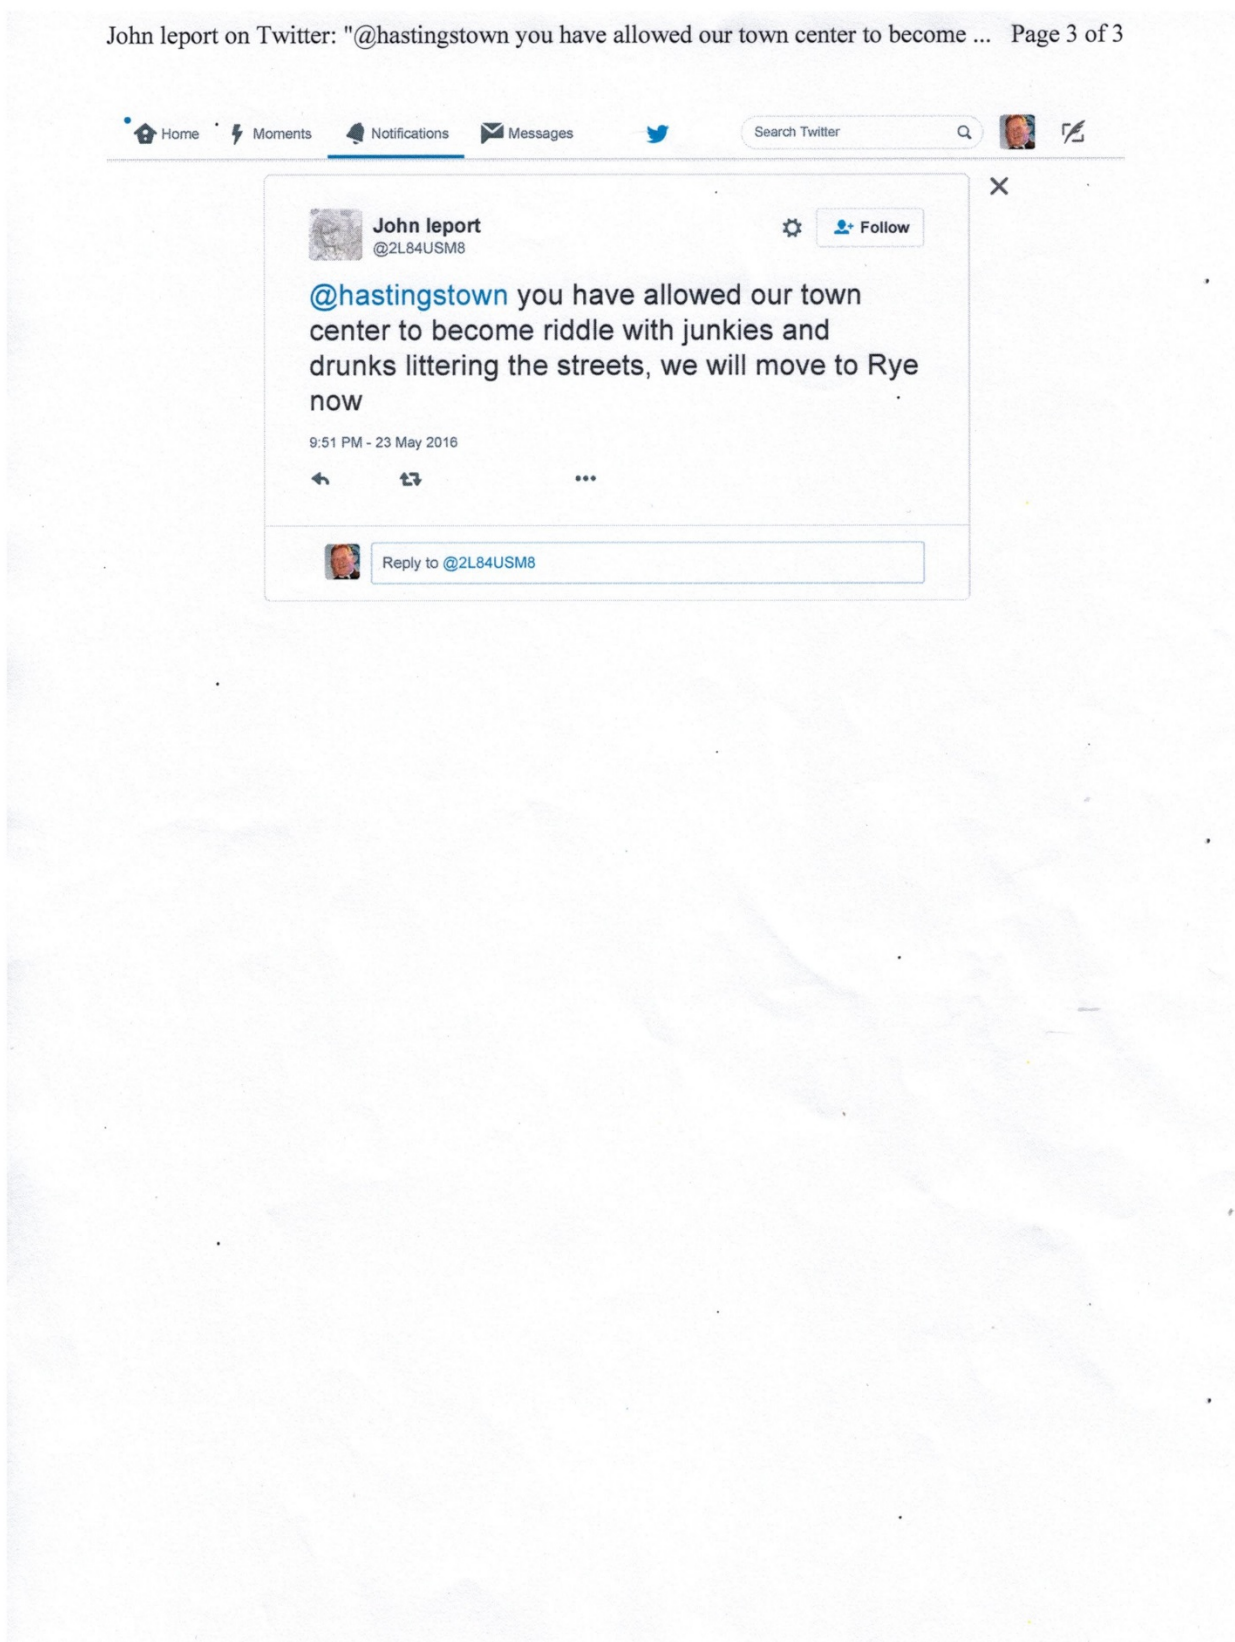 John leport on Twitter: "@hastingstown you have allowed our town center to become ... Page 3 of 3
Home Moments Notifications Messages Search Twitter
John leport
@2L84USM8
Follow
@hastingstown you have allowed our town
center to become riddle with junkies and
drunks littering the streets, we will move to Rye
now
9:51 PM - 23 May 2016
Reply to @2L84USM8